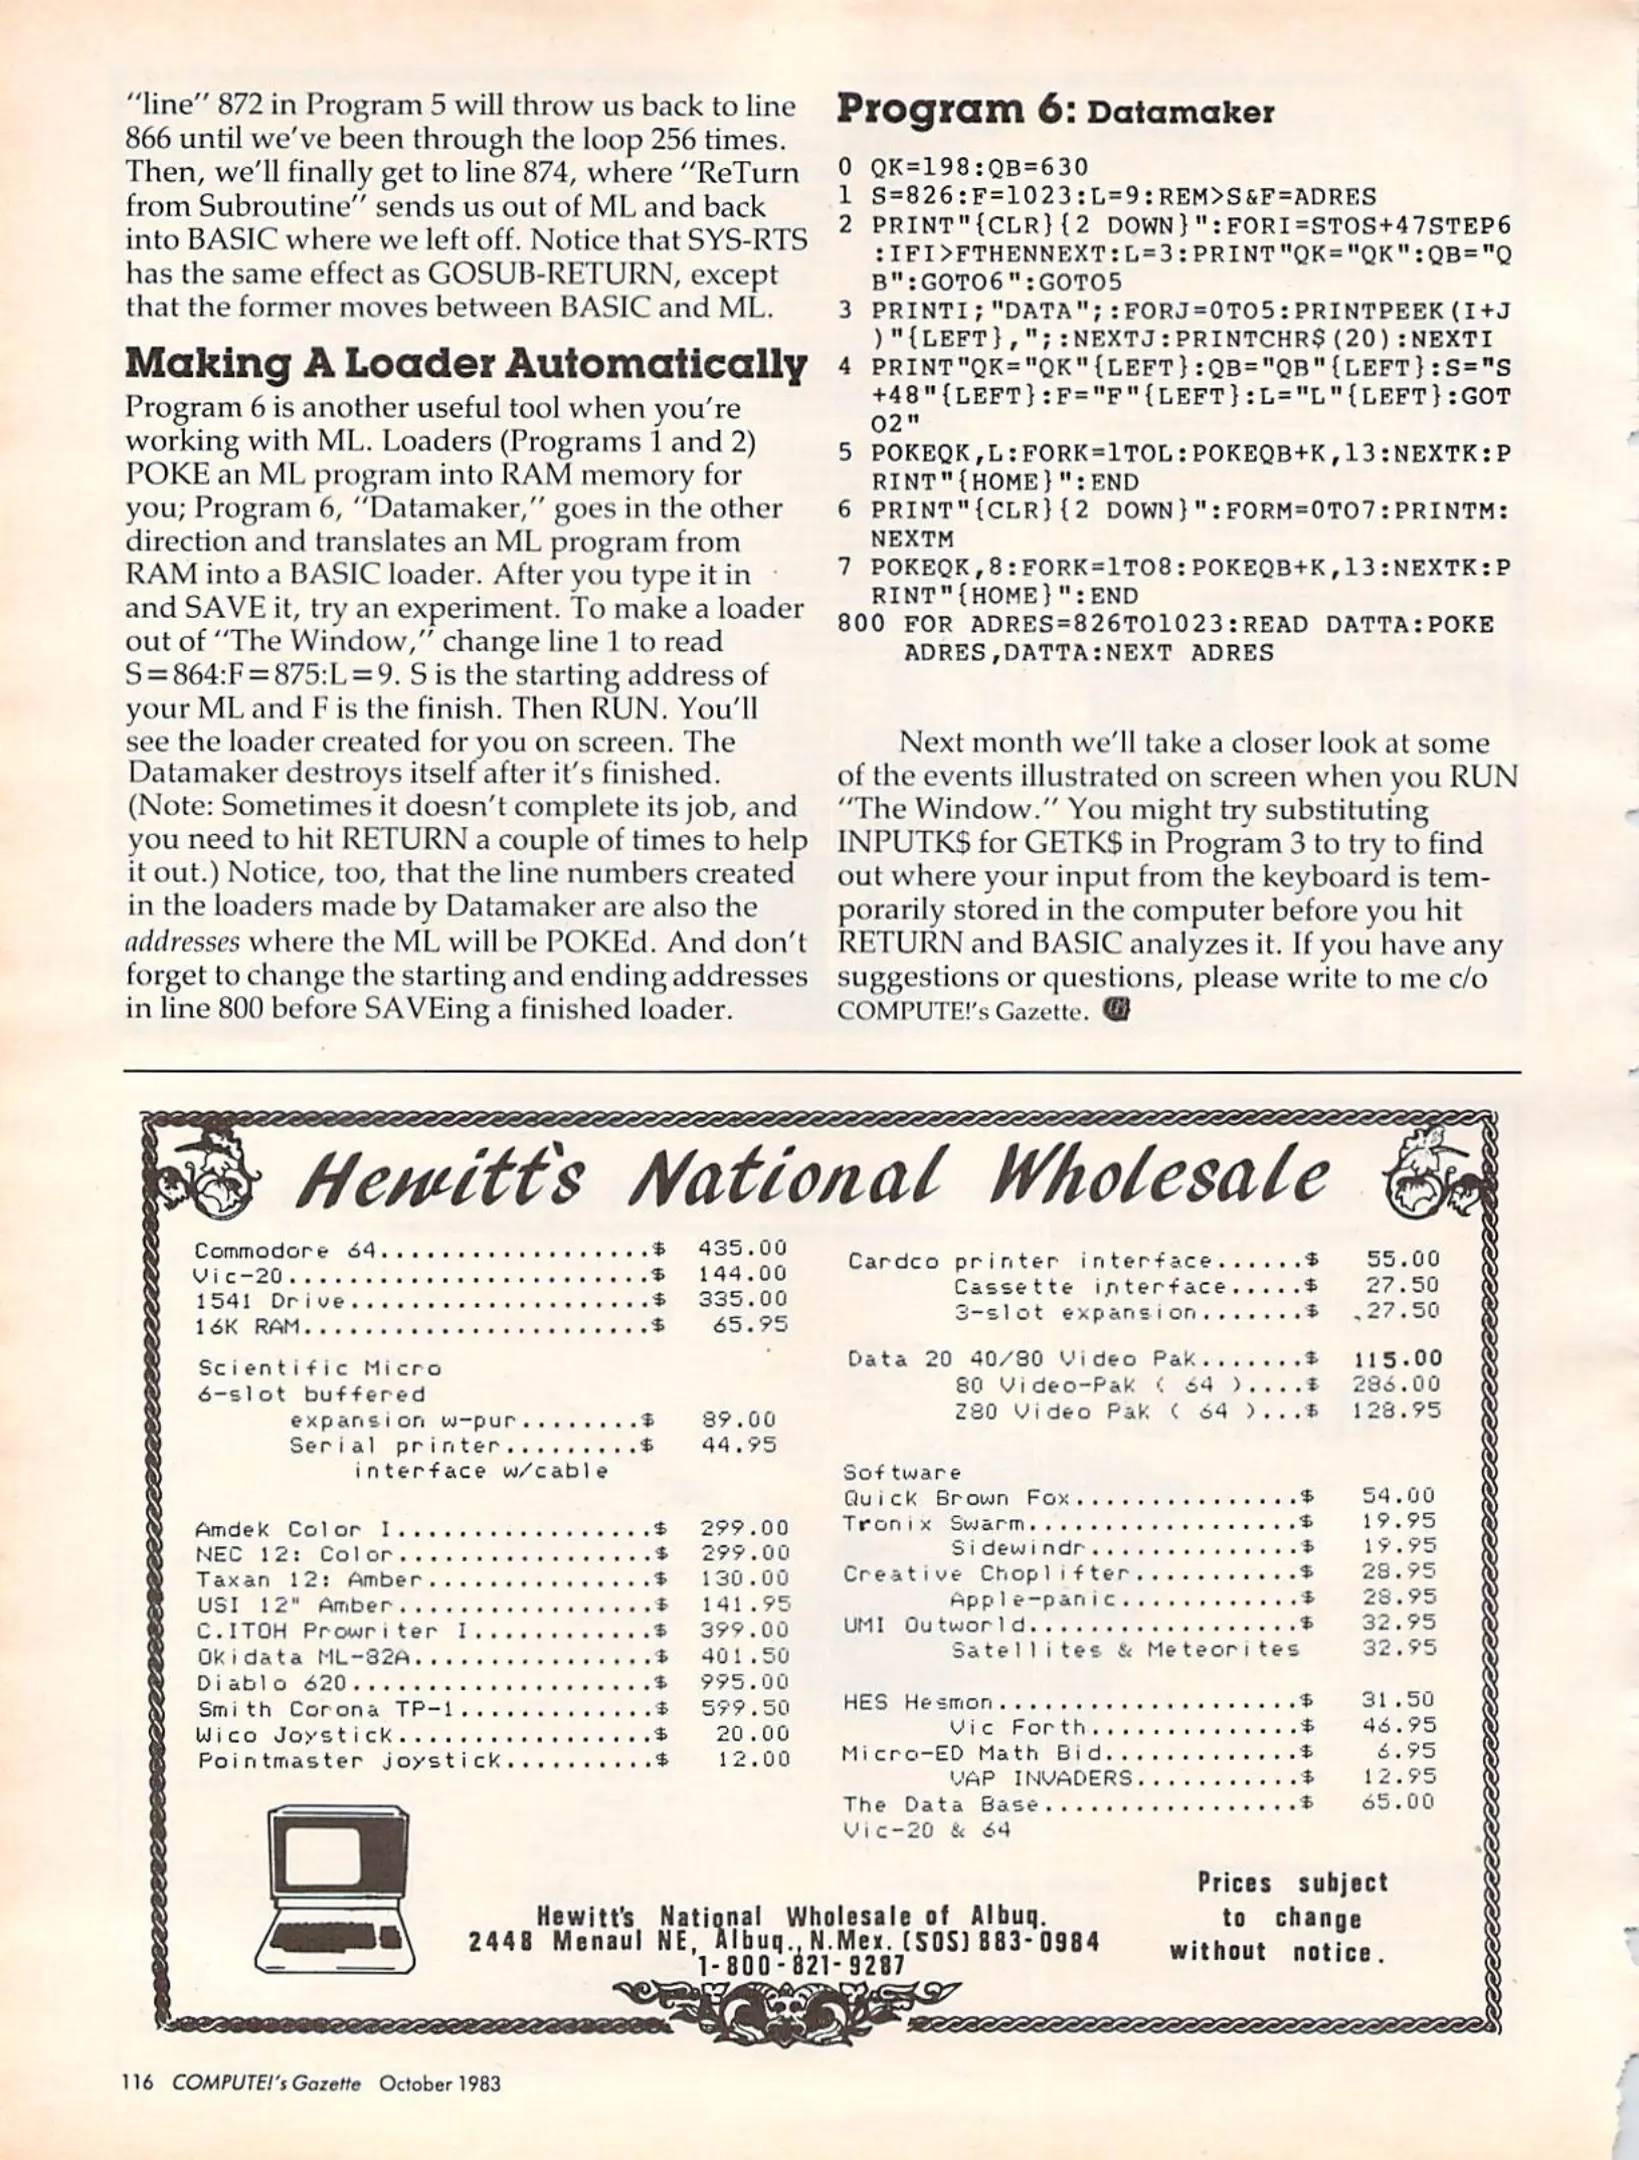 "line" 872 in Program 5 will throw us back to line
866 until we've been through the loop 256 times.
Then, we'll finally get to line 874, where "ReTurn
from Subroutine" sends us out of ML and back
into BASIC where we left off. Notice that SYS-RTS
has the same effect as GOSUB-RETURN, except
that the former moves between BASIC and ML.
Making A Loader Automatically
Program 6 is another useful tool when you're
working with ML. Loaders (Programs 1 and 2)
POKE an ML program into RAM memory for
you; Program 6, "Datamaker," goes in the other
direction and translates an ML program from
RAM into a BASIC loader. After you type it in
and SAVE it, try an experiment. To make a loader
out of "The Window," change line 1 to read
S=864:F=875:L=9. S is the starting address of
your ML and F is the finish. Then RUN. You'll
see the loader created for you on screen. The
Datamaker destroys itself after it's finished.
(Note: Sometimes it doesn't complete its job, and
you need to hit RETURN a couple of times to help
it out.) Notice, too, that the line numbers created
in the loaders made by Datamaker are also the
addresses where the ML will be POKEd. And don't
forget to change the starting and ending addresses
in line 800 before SAVEing a finished loader.
Program 6: Datamaker
0 QK=198:QB=630
1 S=826:F=1023:L=9:REM>S&F=ADRES
2 PRINT"{CLR}{2 DOWN}":FORI=STOS+47STEP6
:IFI>FTHENNEXT:L=3:PRINT"QK="QK":QB="Q
B":GOTO6":GOTO5
3 PRINTI;"DATA";:FORJ=0TO5:PRINTPEEK(I+J
)"{LEFT},";:NEXTJ:PRINTCHR$(20):NEXTI
4 PRINT"QK="QK"{LEFT}:QB="QB"{LEFT}:S="S
+48"{LEFT}:F="F"{LEFT}:L="L"{LEFT}:GOT
O2"
5 POKEQK,L:FORK=1TOL:POKEQB+K,13:NEXTK:P
RINT"{HOME}":END
6 PRINT"{CLR}{2 DOWN}":FORM=0TO7:PRINTM:
NEXTM
7 POKEQK,8:FORK=1TO8:POKEQB+K,13:NEXTK:P
RINT"{HOME}":END
800 FOR ADRES=826TO1023:READ DATTA:POKE
ADRES,DATTA:NEXT ADRES
Next month we'll take a closer look at some
of the events illustrated on screen when you RUN
"The Window." You might try substituting
INPUTK$ for GETK$ in Program 3 to try to find
out where your input from the keyboard is tem-
porarily stored in the computer before you hit
RETURN and BASIC analyzes it. If you have any
suggestions or questions, please write to me c/o
COMPUTE!'s Gazette.
Hewitt's National Wholesale
Commodore 64..................$ 435.00
Vic-20........................$ 144.00
1541 Drive....................$ 335.00
16K RAM.......................$ 65.95
Scientific Micro
6-slot buffered
expansion w-pur........$ 89.00
Serial printer.........$ 44.95
interface w/cable
Amdek Color I.................$ 299.00
NEC 12: Color.................$ 299.00
Taxan 12: Amber...............$ 130.00
USI 12" Amber.................$ 141.95
C.ITOH Prowriter I............$ 399.00
Okidata ML-82A................$ 401.50
Diablo 620....................$ 995.00
Smith Corona TP-1.............$ 599.50
Wico Joystick.................$ 20.00
Pointmaster joystick..........$ 12.00
Cardco printer interface......$ 55.00
Cassette interface.....$ 27.50
3-slot expansion.......$ 27.50
Data 20 40/80 Video Pak.......$ 115.00
80 Video-Pak ( 64 )....$ 286.00
Z80 Video Pak ( 64 )...$ 128.95
Software
Quick Brown Fox...............$ 54.00
Tronix Swarm..................$ 19.95
Sidewindr..............$ 19.95
Creative Choplifter...........$ 28.95
Apple-panic............$ 28.95
UMI Outworld..................$ 32.95
Satellites & Meteorites 32.95
HES Hesmon....................$ 31.50
Vic Forth..............$ 46.95
Micro-ED Math Bid.............$ 6.95
VAP INVADERS...........$ 12.95
The Data Base.................$ 65.00
Vic-20 & 64
Hewitt's National Wholesale of Albuq.
2448 Menaul NE, Albuq., N.Mex. (505) 883-0984
1-800-821-9287
Prices subject
to change
without notice.
116 COMPUTE!'s Gazette October 1983